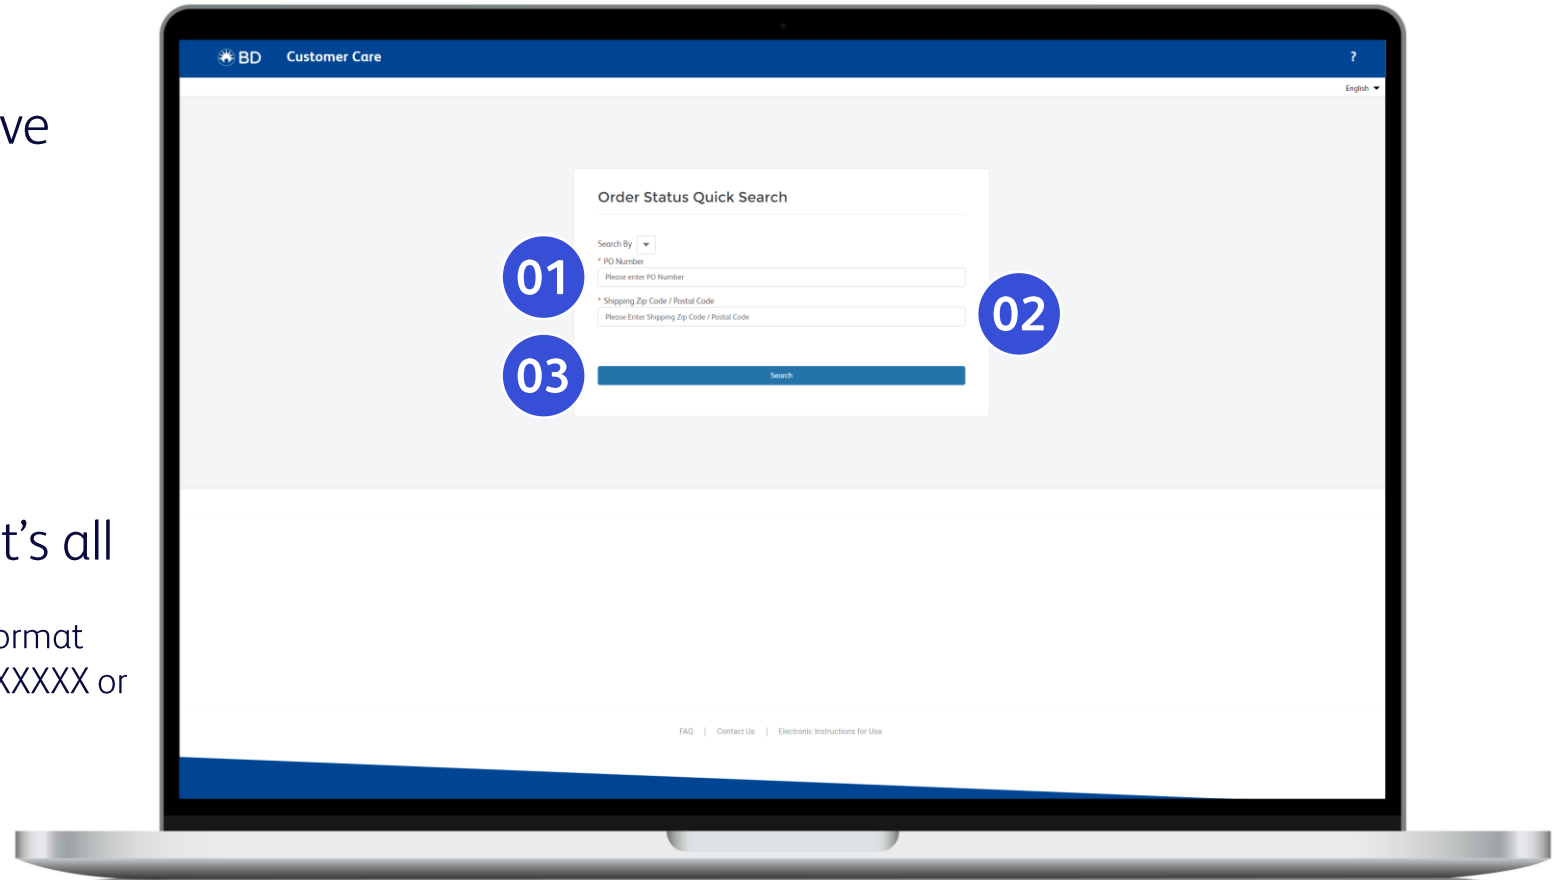 BD Customer Care ?
English
ve
Order Status Quick Search
Search By
* PO Number
01
Please enter PO Number
* Shipping Zip Code / Postal Code
02
Please Enter Shipping Zip Code / Postal Code
03
Search
t’s all
ormat
XXXXX or
FAQ | Contact Us | Electronic Instructions for Use